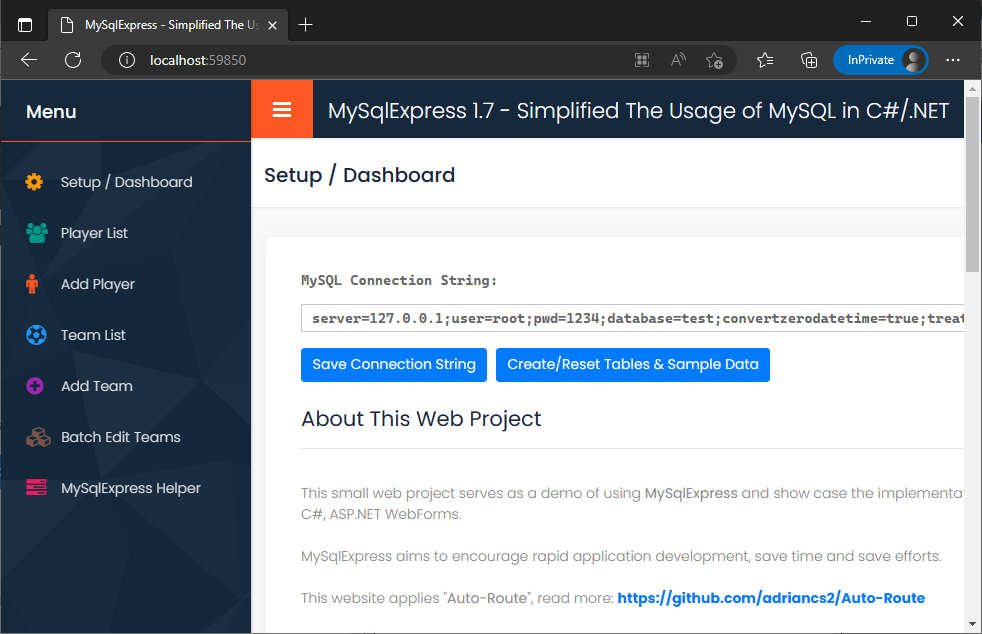 MySqlExpress - Simplified The Us
localhost:59850
InPrivate
Menu
MySqlExpress 1.7 - Simplified The Usage of MySQL in C#/.NET
Setup / Dashboard
Player List
Add Player
Team List
Add Team
Batch Edit Teams
MySqlExpress Helper
Setup / Dashboard
MySQL Connection String:
server=127.0.0.1;user=root;pwd=1234;database=test;convertzerodatetime=true;treat
Save Connection String
Create/Reset Tables & Sample Data
About This Web Project
This small web project serves as a demo of using MySqlExpress and show case the implementa
C#, ASP.NET WebForms.
MySqlExpress aims to encourage rapid application development, save time and save efforts.
This website applies "Auto-Route", read more: https://github.com/adriancs2/Auto-Route